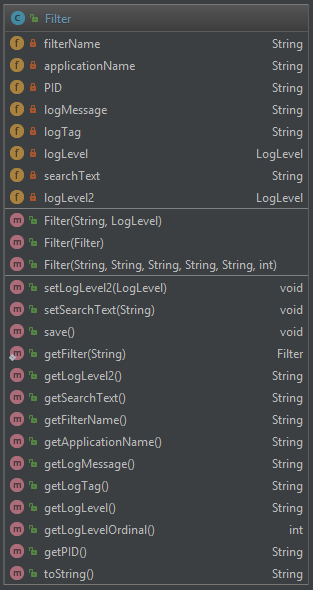 Filter
filterName String
applicationName String
PID String
logMessage String
logTag String
logLevel LogLevel
searchText String
logLevel2 LogLevel
Filter(String, LogLevel)
Filter(Filter)
Filter(String, String, String, String, String, int)
setLogLevel2(LogLevel) void
setSearchText(String) void
save() void
getFilter(String) Filter
getLogLevel2() String
getSearchText() String
getFilterName() String
getApplicationName() String
getLogMessage() String
getLogTag() String
getLogLevel() String
getLogLevelOrdinal() int
getPID() String
toString() String